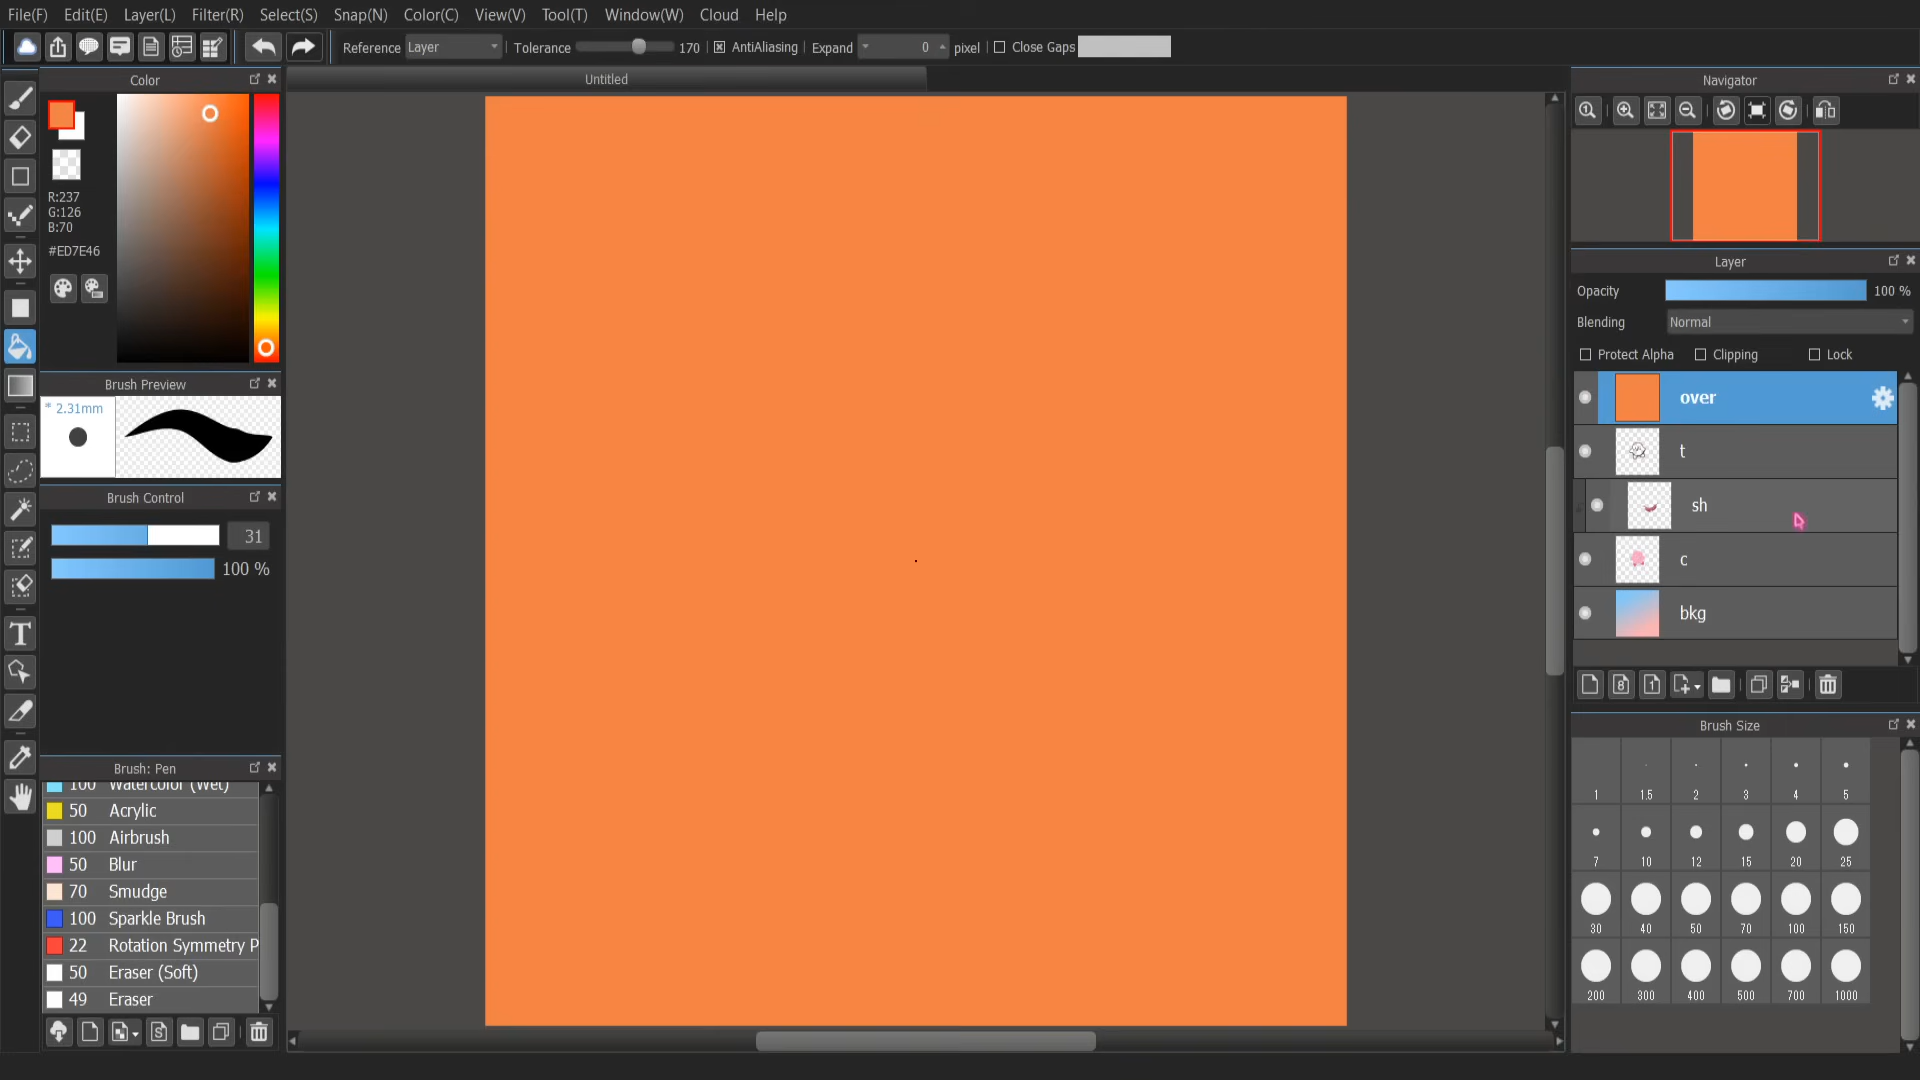 File(F) Edit(E) Layer(L) Filter(R) Select(S) Snap(N) Color(C) View(V) Tool(T) Window(W) Cloud Help
Reference Layer Tolerance 170 AntiAliasing Expand 0 pixel Close Gaps
Color
Untitled
Navigator
R:237
G:126
B:70
#ED7E46
Layer
Opacity 100 %
Blending Normal
Protect Alpha Clipping Lock
over
t
sh
c
bkg
Brush Preview
* 2.31mm
Brush Control
31
100 %
Brush: Pen
100 Watercolor (Wet)
50 Acrylic
100 Airbrush
50 Blur
70 Smudge
100 Sparkle Brush
22 Rotation Symmetry P
50 Eraser (Soft)
49 Eraser
Brush Size
1 1.5 2 3 4 5
7 10 12 15 20 25
30 40 50 70 100 150
200 300 400 500 700 1000